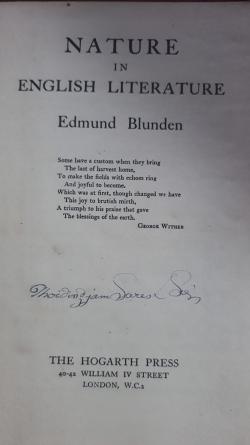 NATURE
IN
ENGLISH LITERATURE
Edmund Blunden
Some have a custom when they bring
The last of harvest home,
To make the fields with echoes ring
And joyful to become.
Which was at first, though changed we have
This joy to brutish mirth,
A triumph to his praise that gave
The blessings of the earth.
GEORGE WITHER
THE HOGARTH PRESS
40-42 WILLIAM IV STREET
LONDON, W.C.2